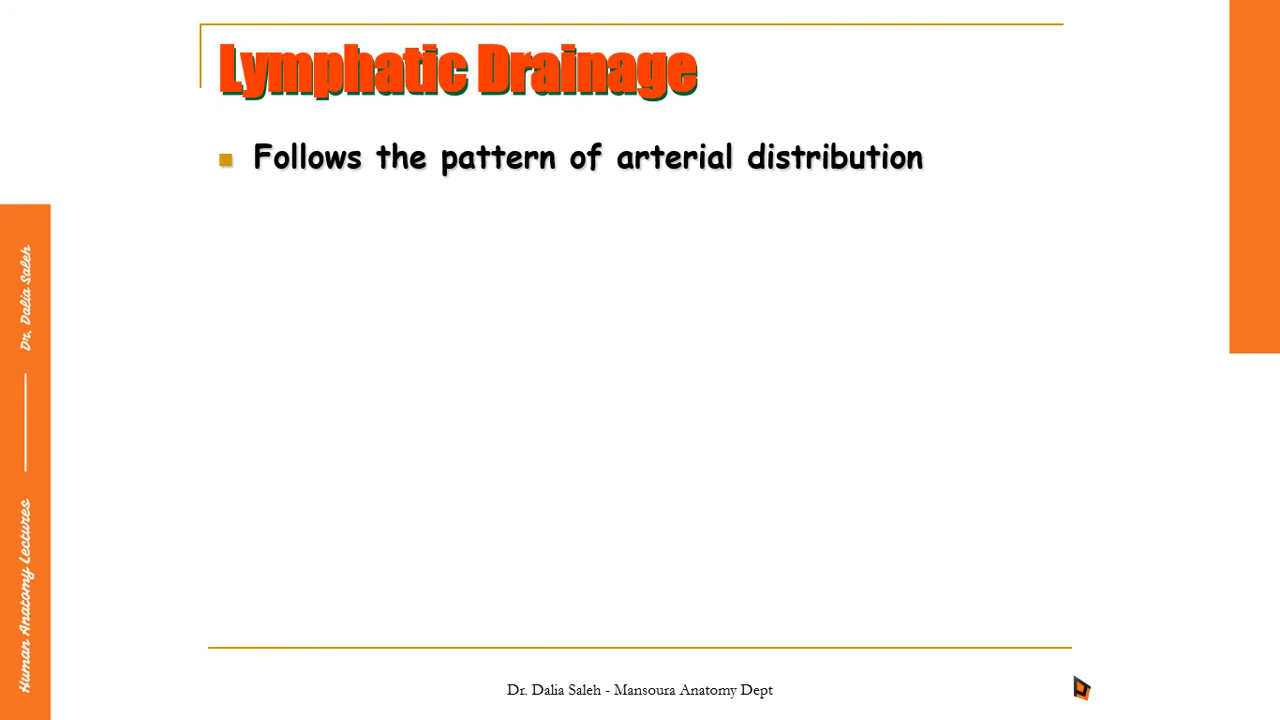 Lymphatic Drainage
Follows the pattern of arterial distribution
Dr. Dalia Saleh
Human Anatomy Lectures
Dr. Dalia Saleh - Mansoura Anatomy Dept